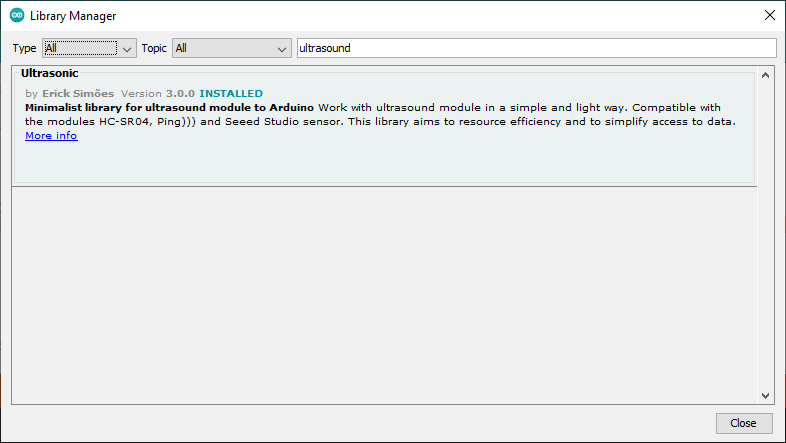 Library Manager
Type All Topic All ultrasound
Ultrasonic
by Erick Simões Version 3.0.0 INSTALLED
Minimalist library for ultrasound module to Arduino Work with ultrasound module in a simple and light way. Compatible with
the modules HC-SR04, Ping))) and Seeed Studio sensor. This library aims to resource efficiency and to simplify access to data.
More info
Close